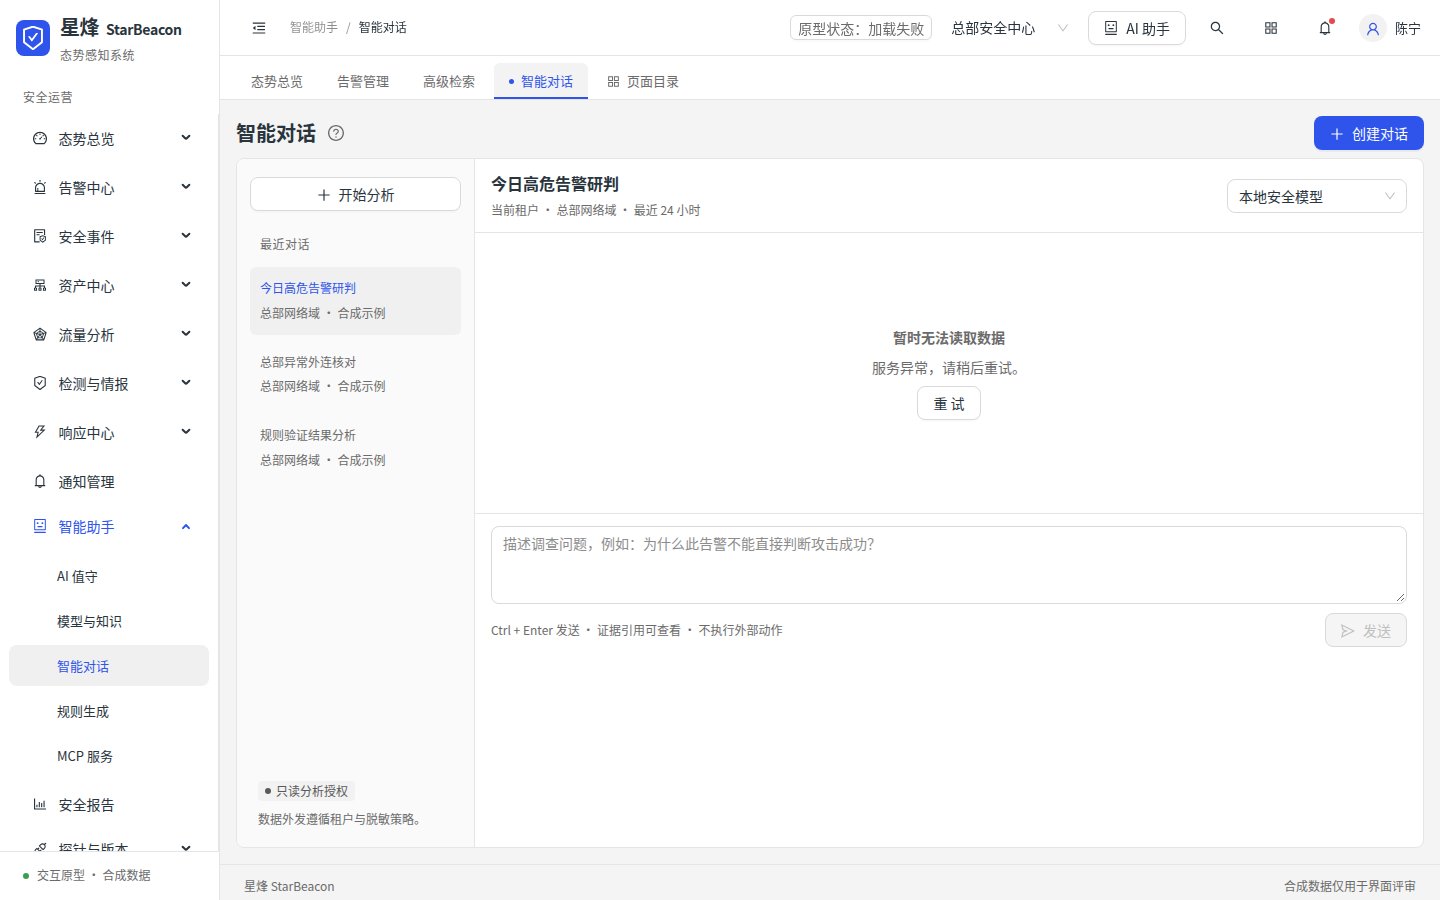 星烽 StarBeacon
态势感知系统
安全运营
态势总览
告警中心
安全事件
资产中心
流量分析
检测与情报
响应中心
通知管理
智能助手
AI 值守
模型与知识
智能对话
规则生成
MCP 服务
安全报告
探针与版本
交互原型 · 合成数据
智能助手 / 智能对话
原型状态：加载失败
总部安全中心
AI 助手
陈宁
态势总览
告警管理
高级检索
智能对话
页面目录
智能对话
创建对话
开始分析
最近对话
今日高危告警研判
总部网络域 · 合成示例
总部异常外连核对
总部网络域 · 合成示例
规则验证结果分析
总部网络域 · 合成示例
只读分析授权
数据外发遵循租户与脱敏策略。
今日高危告警研判
当前租户 · 总部网络域 · 最近 24 小时
本地安全模型
暂时无法读取数据
服务异常，请稍后重试。
重 试
描述调查问题，例如：为什么此告警不能直接判断攻击成功？
Ctrl + Enter 发送 · 证据引用可查看 · 不执行外部动作
发送
星烽 StarBeacon
合成数据仅用于界面评审